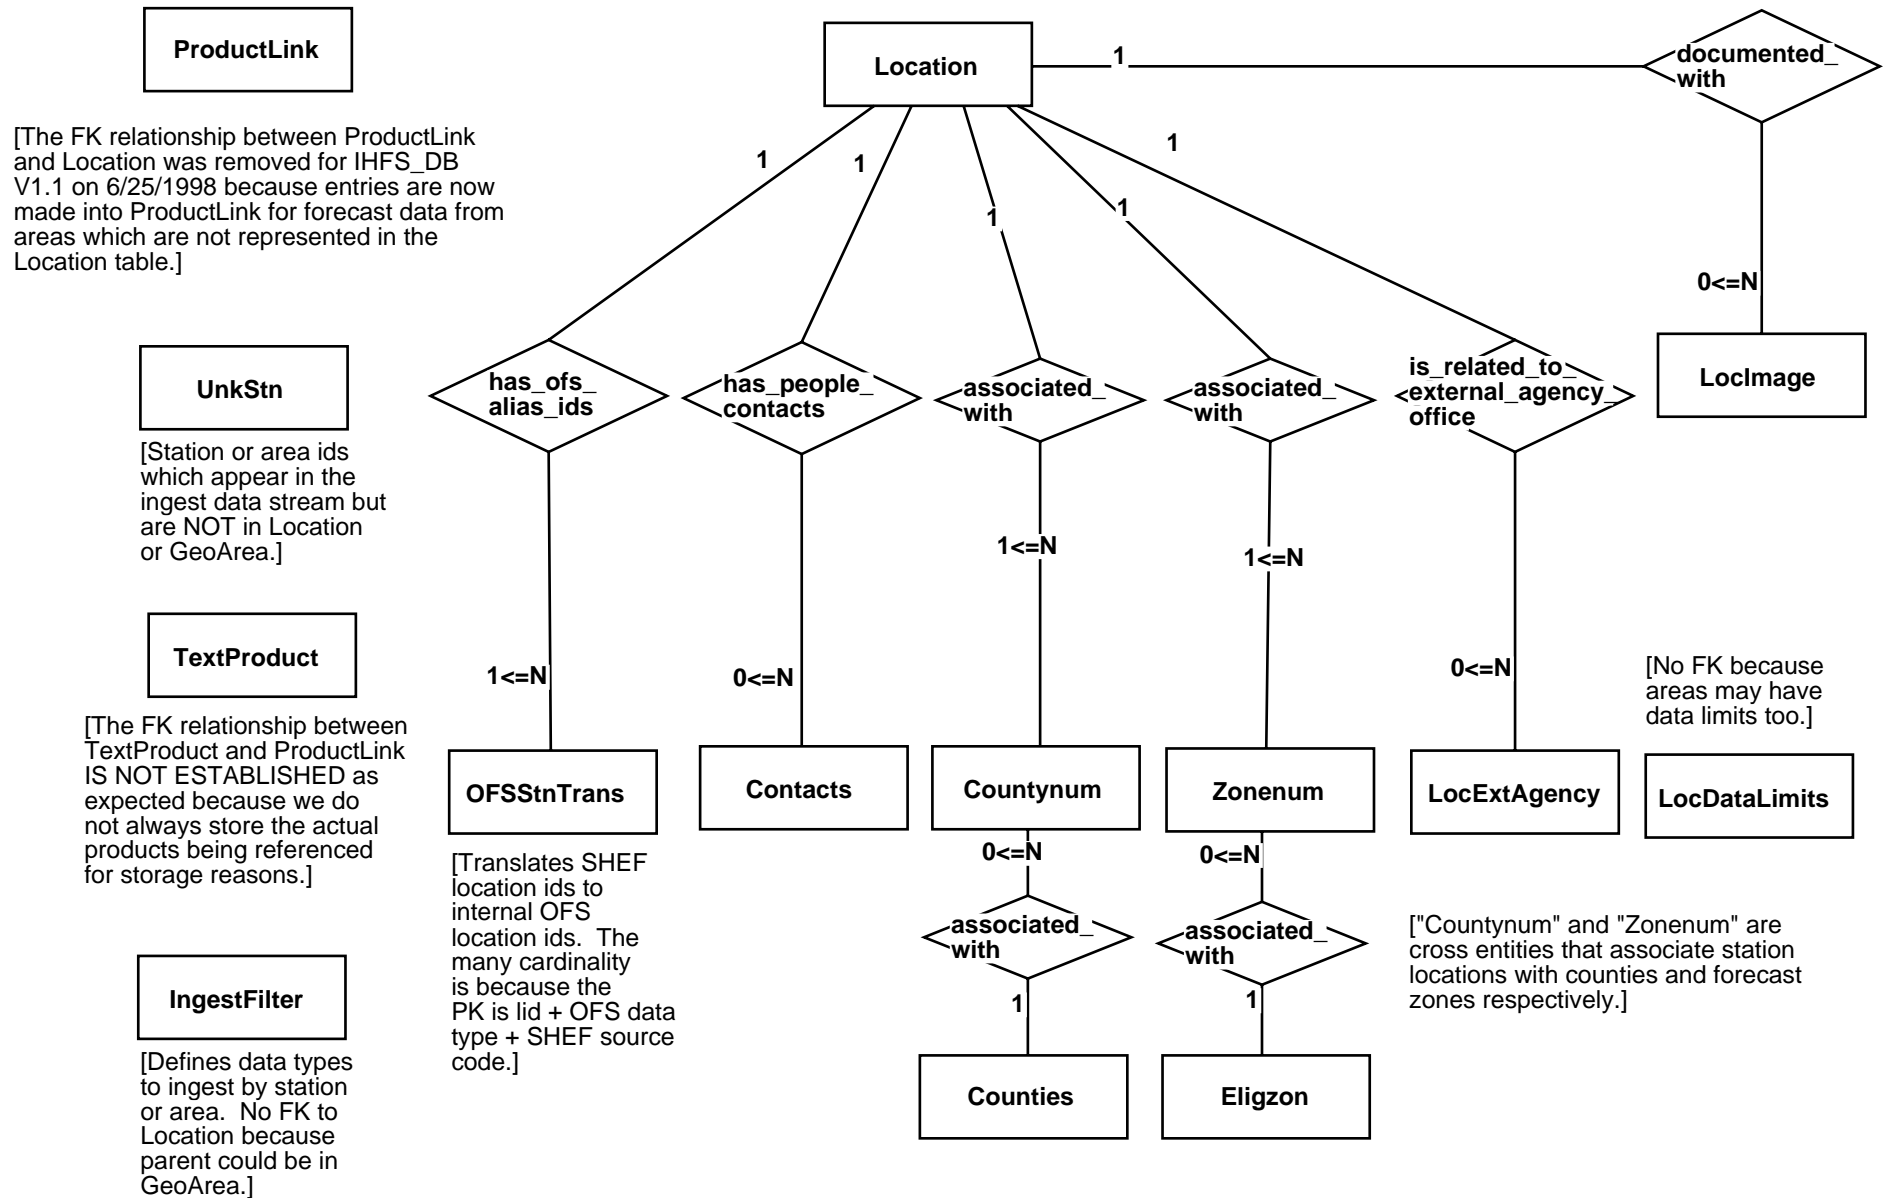 ProductLink
[The FK relationship between ProductLink
and Location was removed for IHFS_DB
V1.1 on 6/25/1998 because entries are now
made into ProductLink for forecast data from
areas which are not represented in the
Location table.]
UnkStn
[Station or area ids
which appear in the
ingest data stream but
are NOT in Location
or GeoArea.]
TextProduct
[The FK relationship between
TextProduct and ProductLink
IS NOT ESTABLISHED as
expected because we do
not always store the actual
products being referenced
for storage reasons.]
IngestFilter
[Defines data types
to ingest by station
or area.  No FK to
Location because
parent could be in
GeoArea.]
Location
1
documented_
with
0<=N
LocImage
1
has_ofs_
alias_ids
1<=N
OFSStnTrans
[Translates SHEF
location ids to
internal OFS
location ids.  The
many cardinality
is because the
PK is lid + OFS data
type + SHEF source
code.]
1
has_people_
contacts
0<=N
Contacts
1
associated_
with
1<=N
Countynum
0<=N
associated_
with
1
Counties
1
associated_
with
1<=N
Zonenum
0<=N
associated_
with
1
Eligzon
1
is_related_to_
external_agency_
office
0<=N
LocExtAgency
[No FK because
areas may have
data limits too.]
LocDataLimits
["Countynum" and "Zonenum" are
cross entities that associate station
locations with counties and forecast
zones respectively.]